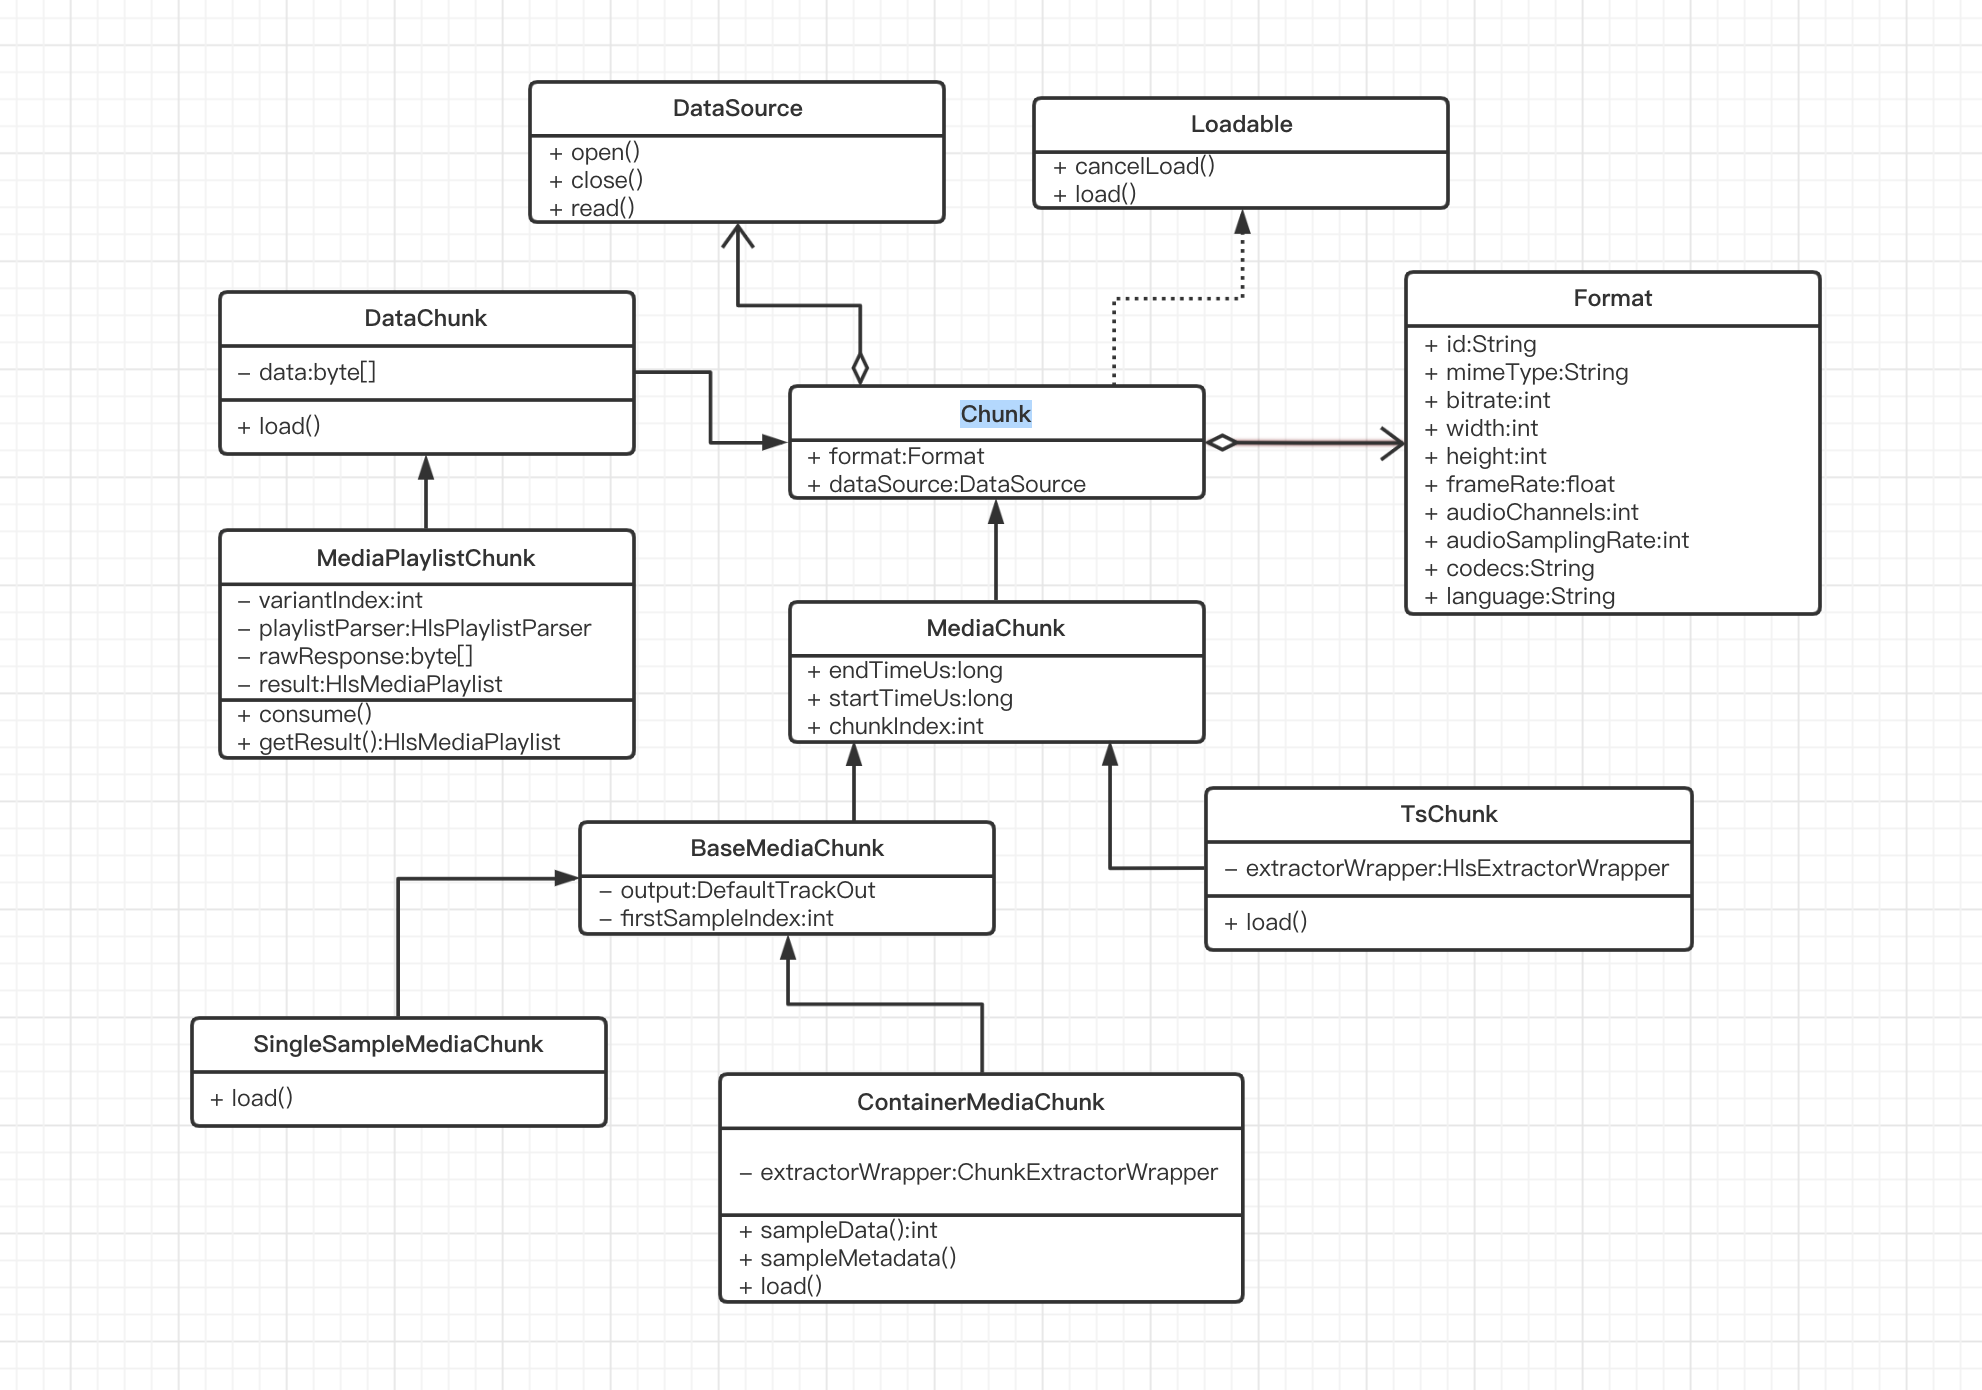 DataSource
+ open()
+ close()
+ read()
Loadable
+ cancelLoad()
+ load()
DataChunk
- data:byte[]
+ load()
Chunk
+ format:Format
+ dataSource:DataSource
Format
+ id:String
+ mimeType:String
+ bitrate:int
+ width:int
+ height:int
+ frameRate:float
+ audioChannels:int
+ audioSamplingRate:int
+ codecs:String
+ language:String
MediaPlaylistChunk
- variantIndex:int
- playlistParser:HlsPlaylistParser
- rawResponse:byte[]
- result:HlsMediaPlaylist
+ consume()
+ getResult():HlsMediaPlaylist
MediaChunk
+ endTimeUs:long
+ startTimeUs:long
+ chunkIndex:int
BaseMediaChunk
- output:DefaultTrackOut
- firstSampleIndex:int
TsChunk
- extractorWrapper:HlsExtractorWrapper
+ load()
SingleSampleMediaChunk
+ load()
ContainerMediaChunk
- extractorWrapper:ChunkExtractorWrapper
+ sampleData():int
+ sampleMetadata()
+ load()